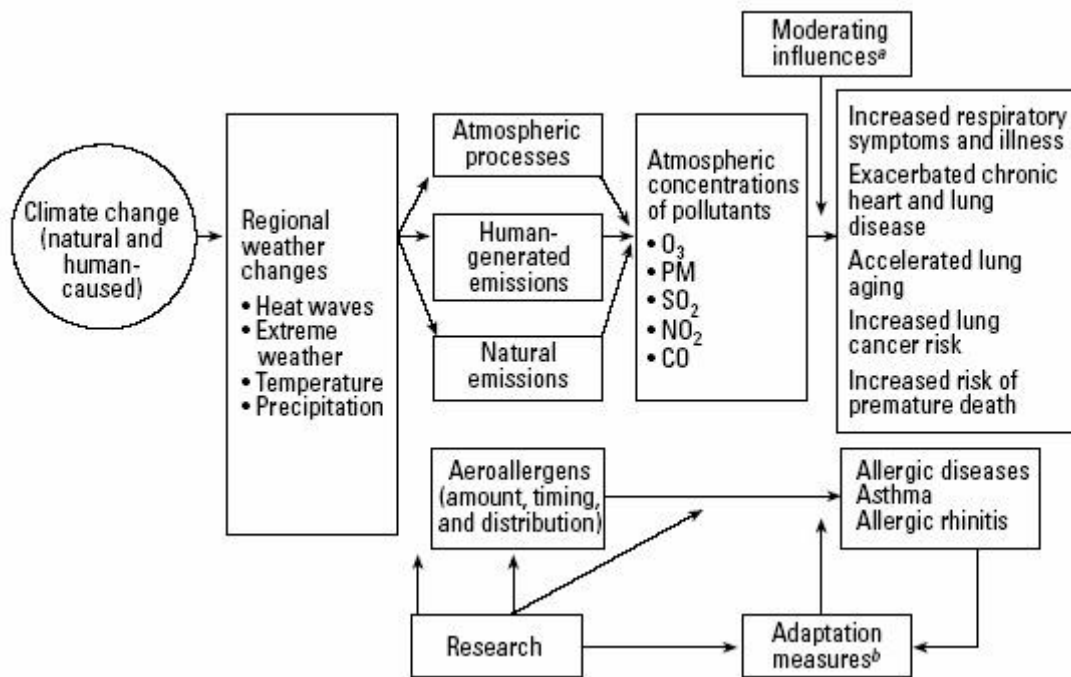 Moderating
influencesᵃ
Climate change
(natural and
human-
caused)
Regional
weather
changes
• Heat waves
• Extreme
weather
• Temperature
• Precipitation
Atmospheric
processes
Human-
generated
emissions
Natural
emissions
Atmospheric
concentrations
of pollutants
• O₃
• PM
• SO₂
• NO₂
• CO
Increased respiratory
symptoms and illness
Exacerbated chronic
heart and lung
disease
Accelerated lung
aging
Increased lung
cancer risk
Increased risk of
premature death
Aeroallergens
(amount, timing,
and distribution)
Allergic diseases
Asthma
Allergic rhinitis
Research
Adaptation
measuresᵇ